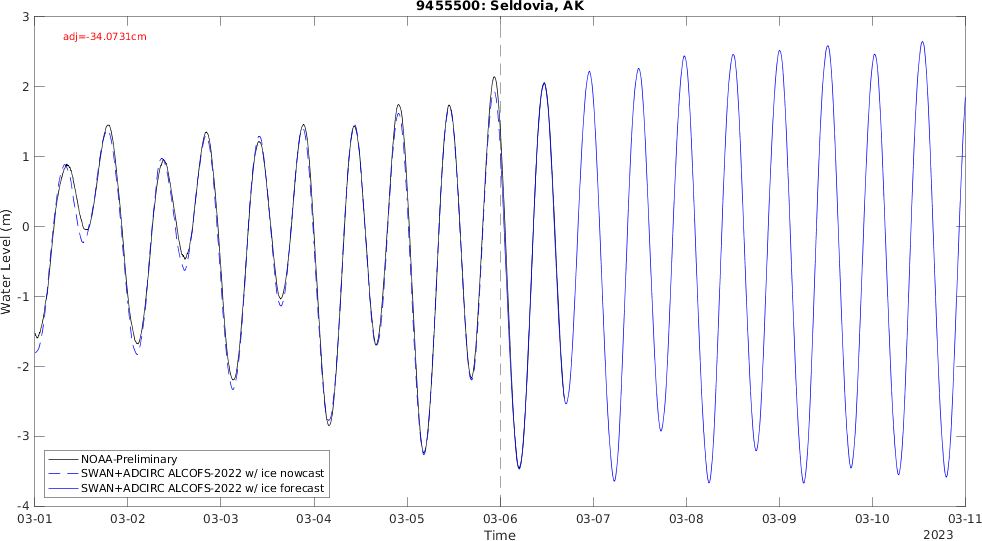 9455500: Seldovia, AK
adj=-34.0731cm
Water Level (m)
3
2
1
0
-1
-2
-3
-4
NOAA-Preliminary
SWAN+ADCIRC ALCOFS-2022 w/ ice nowcast
SWAN+ADCIRC ALCOFS-2022 w/ ice forecast
03-01 03-02 03-03 03-04 03-05 03-06 03-07 03-08 03-09 03-10 03-11
Time
2023